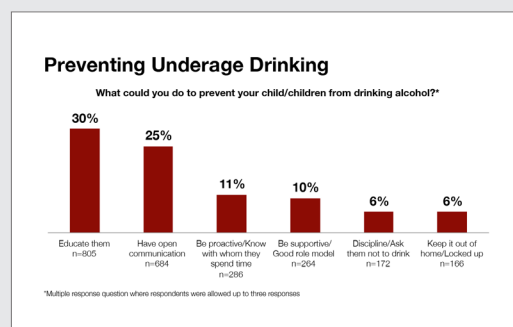 Preventing Underage Drinking
What could you do to prevent your child/children from drinking alcohol?*
30%
25%
11%
10%
6%
6%
Educate them
n=805
Have open
communication
n=684
Be proactive/Know
with whom they
spend time
n=286
Be supportive/
Good role model
n=264
Discipline/Ask
them not to drink
n=172
Keep it out of
home/Locked up
n=166
*Multiple response question where respondents were allowed up to three responses